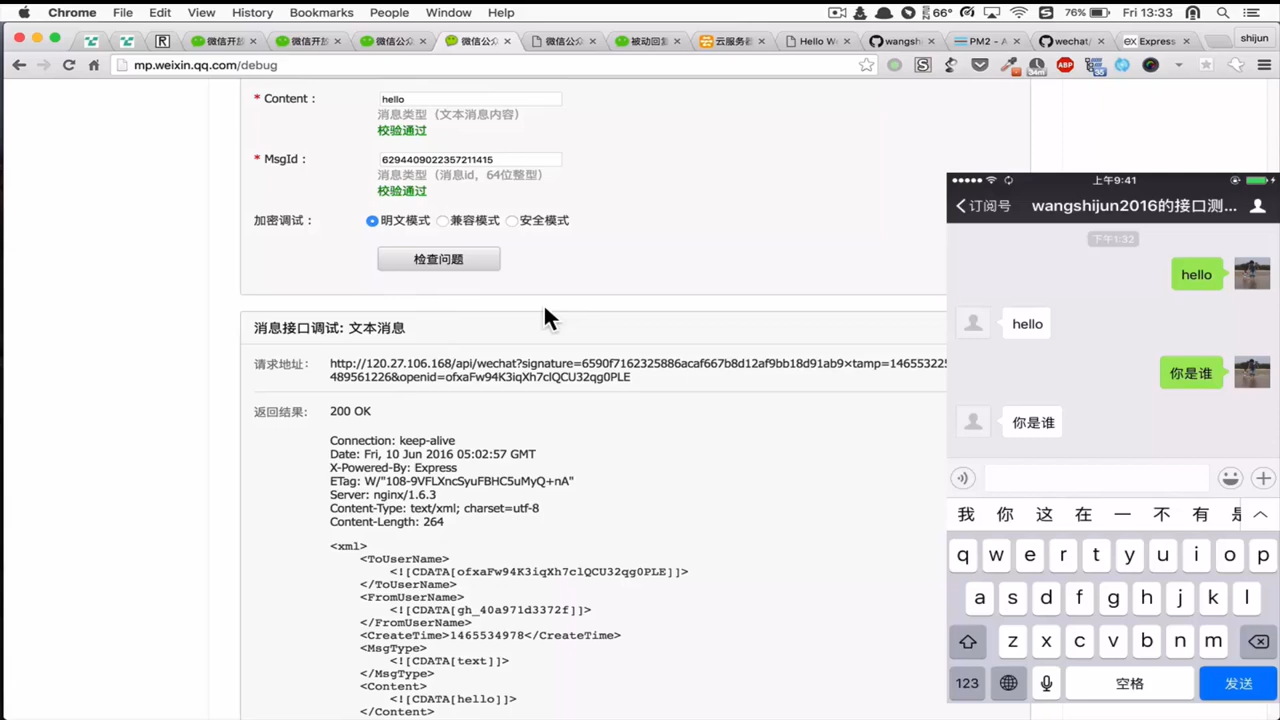 Chrome File Edit View History Bookmarks People Window Help 66° 76% Fri 13:33
R 微信开放 微信开放 微信公众 微信公众 微信公众 被动回复 云服务器 Hello W wangsh PM2 - A wechat/ Express shijun
mp.weixin.qq.com/debug
* Content： hello
消息类型（文本消息内容）
校验通过
* MsgId： 6294409022357211415
消息类型（消息id，64位整型）
校验通过
加密调试： 明文模式 兼容模式 安全模式
检查问题
消息接口调试: 文本消息
请求地址: http://120.27.106.168/api/wechat?signature=6590f7162325886acaf667b8d12af9bb18d91ab9×tamp=14655322
489561226&openid=ofxaFw94K3iqXh7clQCU32qg0PLE
返回结果: 200 OK
Connection: keep-alive
Date: Fri, 10 Jun 2016 05:02:57 GMT
X-Powered-By: Express
ETag: W/"108-9VFLXncSyuFBHC5uMyQ+nA"
Server: nginx/1.6.3
Content-Type: text/xml; charset=utf-8
Content-Length: 264
<xml>
<ToUserName>
<![CDATA[ofxaFw94K3iqXh7clQCU32qg0PLE]]>
</ToUserName>
<FromUserName>
<![CDATA[gh_40a971d3372f]]>
</FromUserName>
<CreateTime>1465534978</CreateTime>
<MsgType>
<![CDATA[text]]>
</MsgType>
<Content>
<![CDATA[hello]]>
</Content>
上午9:41
订阅号 wangshijun2016的接口测...
下午1:32
hello
hello
你是谁
你是谁
我 你 这 在 一 不 有 是
q w e r t y u i o p
a s d f g h j k l
z x c v b n m
123 空格 发送